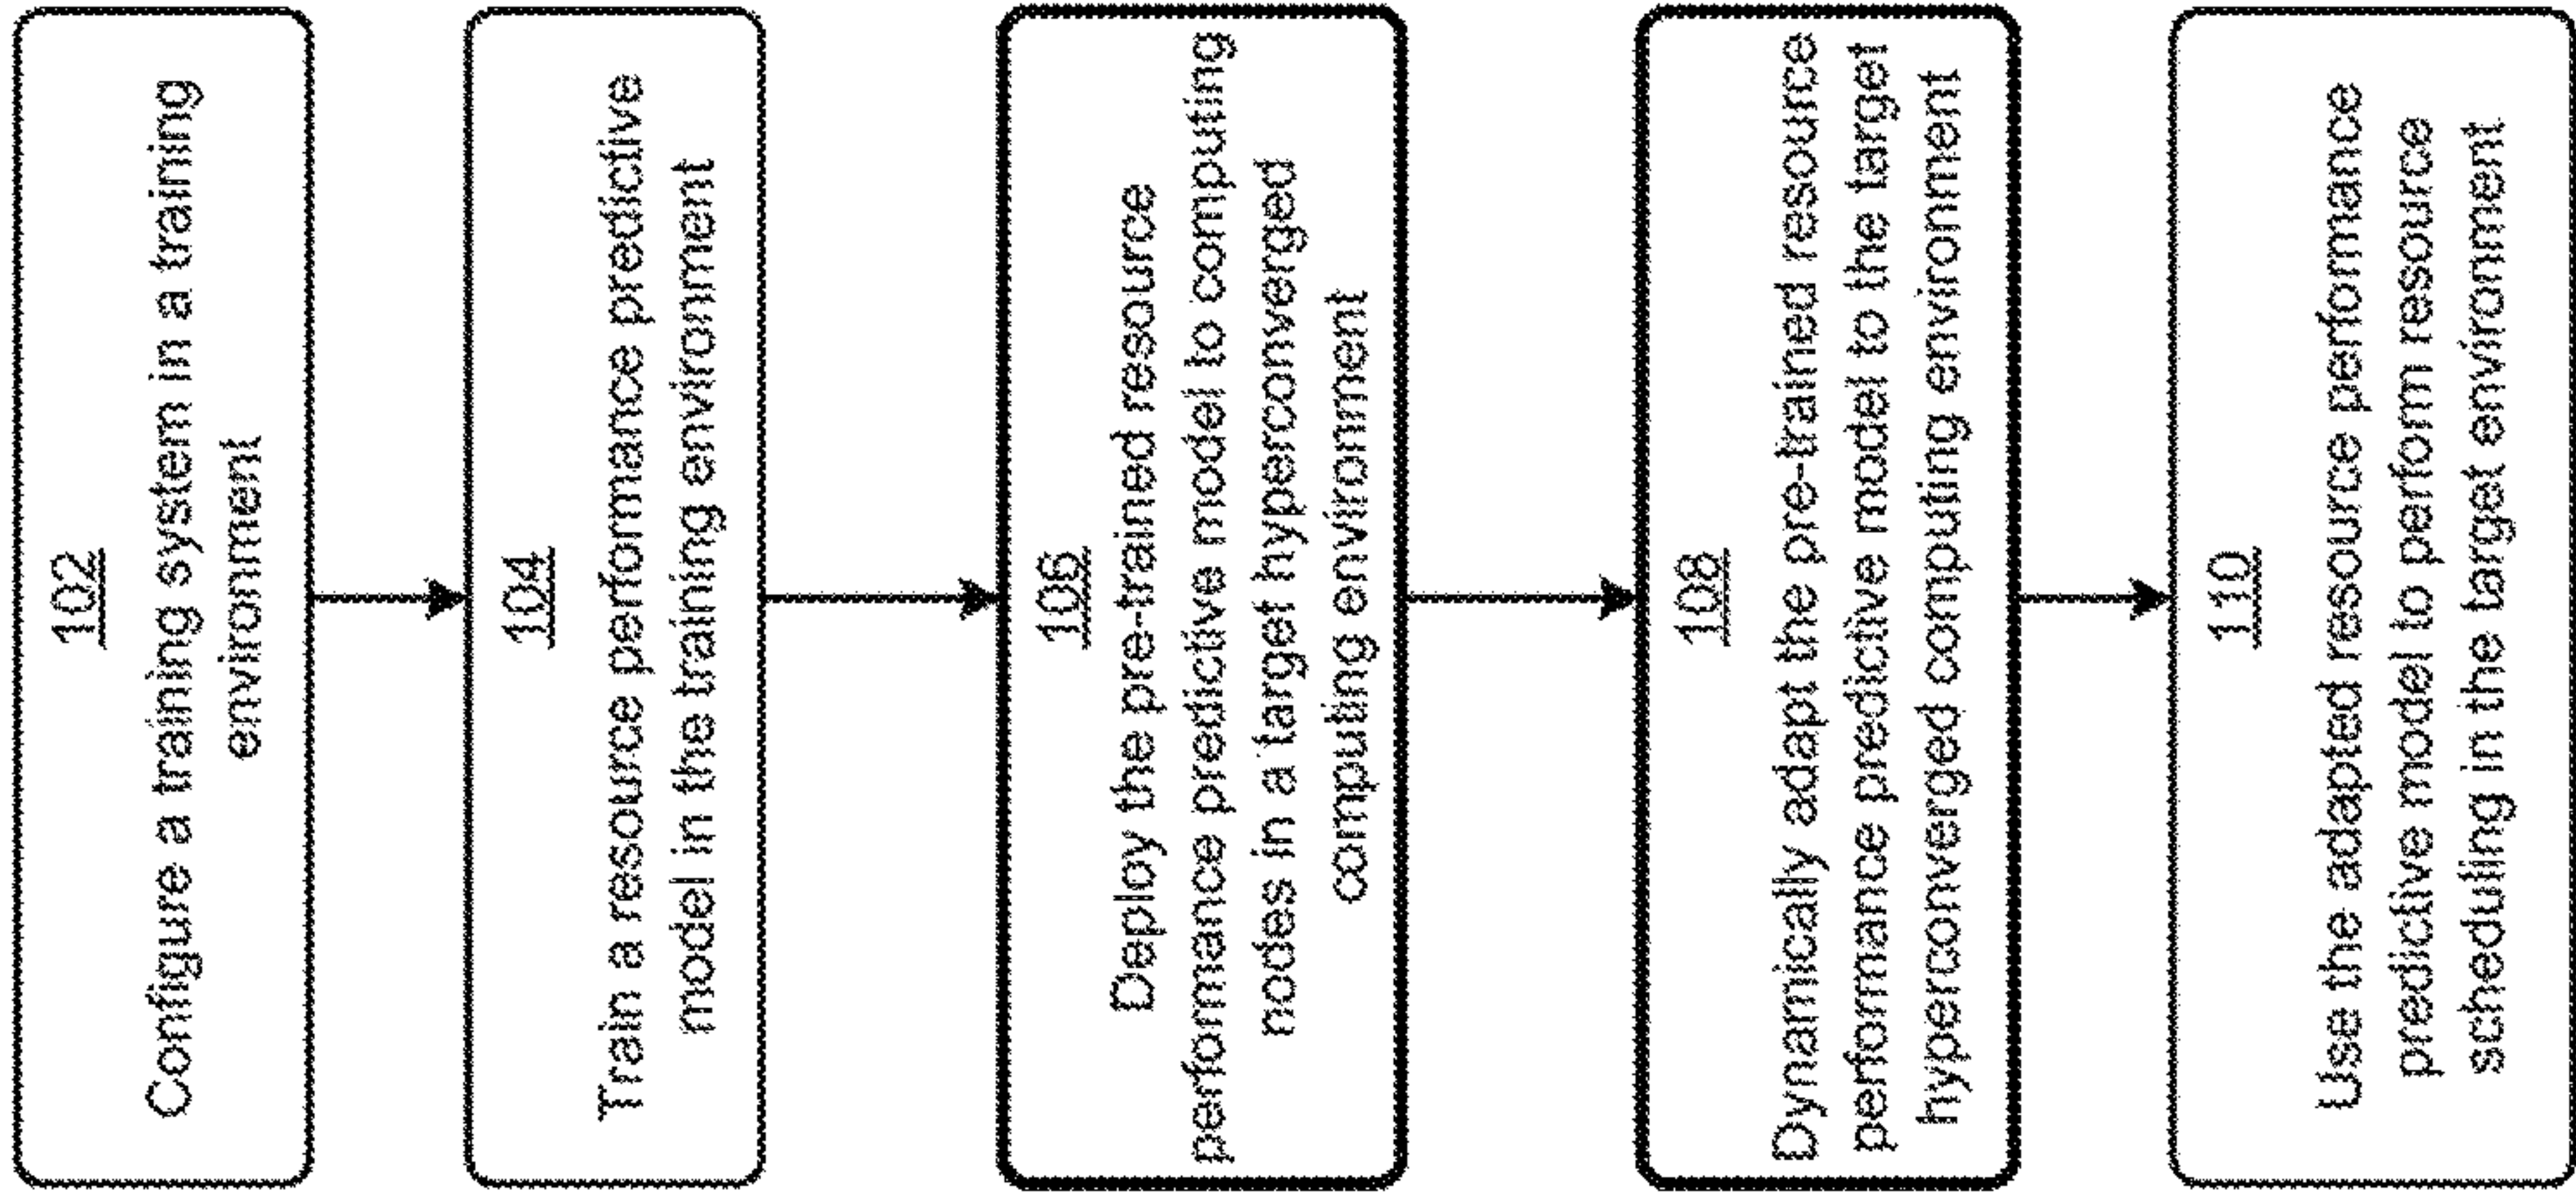 102
Configure a training system in a training
environment
104
Train a resource performance predictive
model in the training environment
106
Deploy the pre-trained resource
performance predictive model to computing
nodes in a target hyperconverged
computing environment
108
Dynamically adapt the pre-trained resource
performance predictive model to the target
hyperconverged computing environment
110
Use the adapted resource performance
predictive model to perform resource
scheduling in the target environment